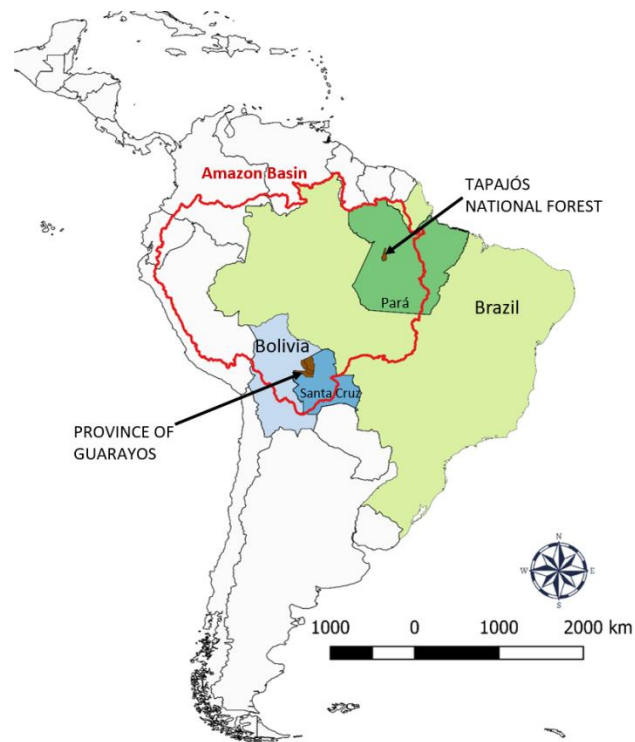 Amazon Basin
TAPAJÓS
NATIONAL FOREST
Pará
Brazil
Bolivia
Santa Cruz
PROVINCE OF
GUARAYOS
N
W
E
S
1000 0 1000 2000 km